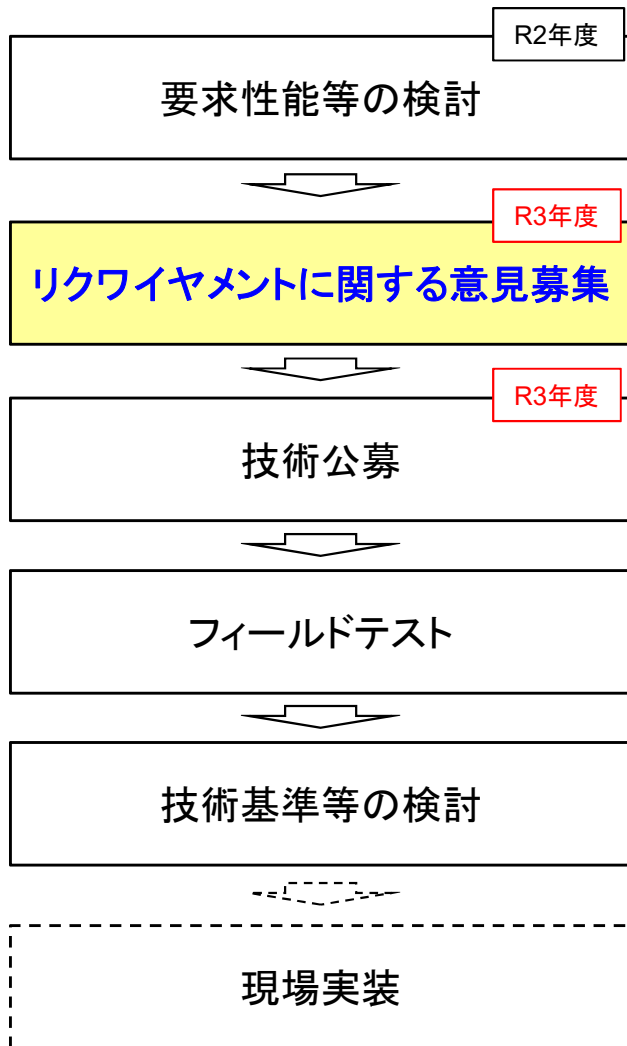 R2年度
要求性能等の検討
R3年度
リクワイヤメントに関する意見募集
R3年度
技術公募
フィールドテスト
技術基準等の検討
現場実装